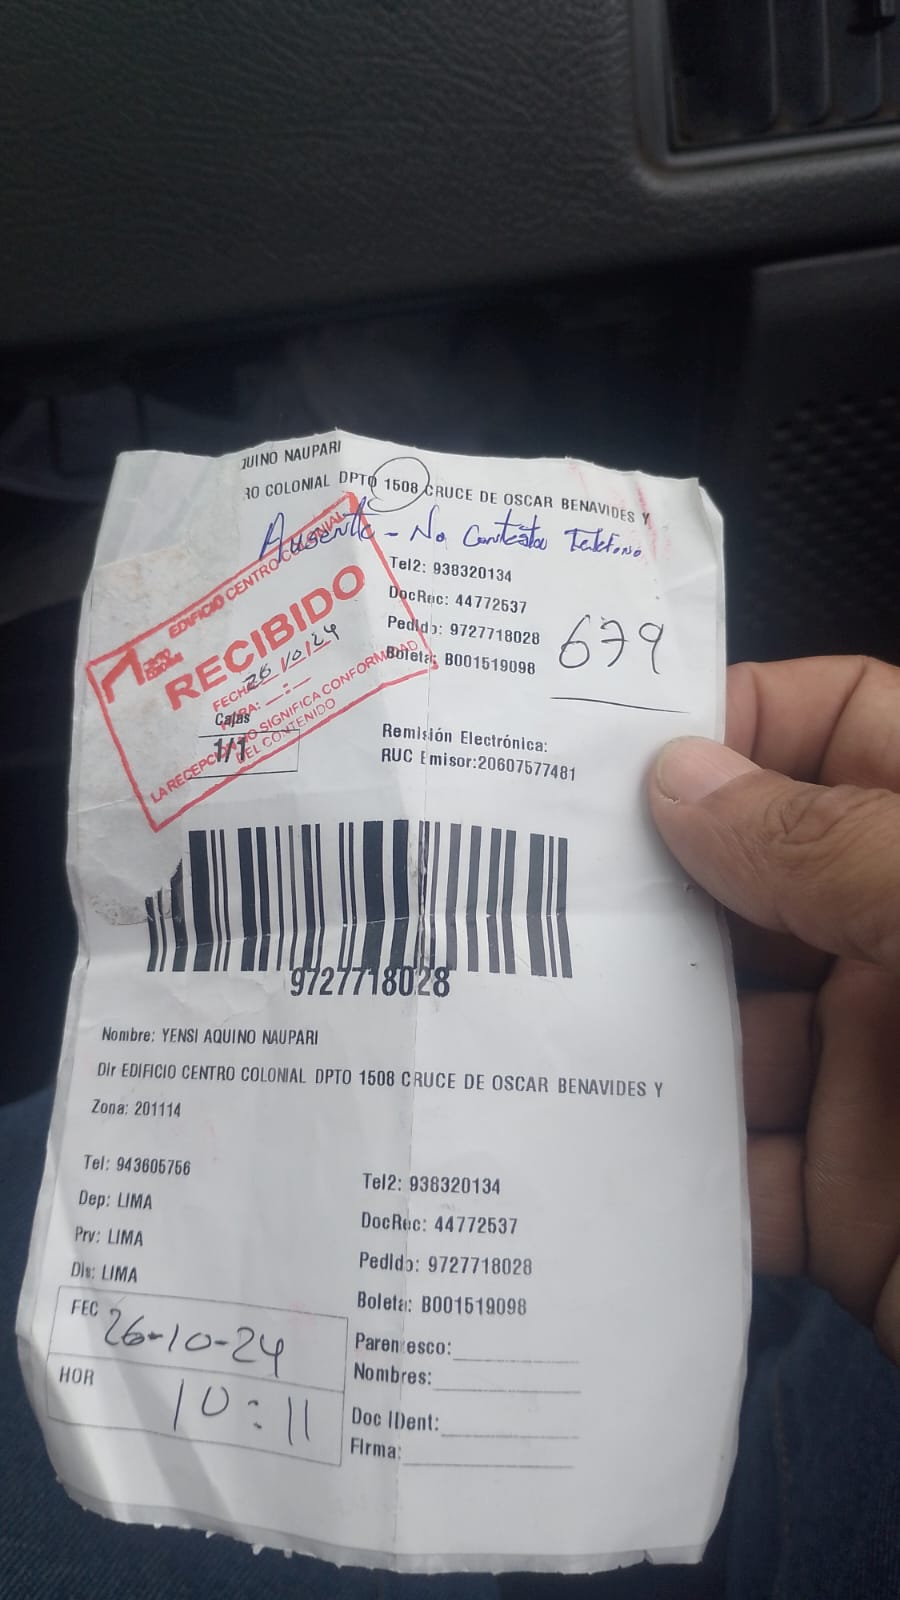 QUINO NAUPARI
RO COLONIAL DPTO 1508 CRUCE DE OSCAR BENAVIDES Y
Ausente - No Contesta Telefono
Tel2: 938320134
DocRec: 44772537
Pedido: 9727718028
679
Boleta: B001519098
EDIFICIO CENTRO COLONIAL
RECIBIDO
FECHA: 26/10/24
HORA: __:__
LA RECEPCION NO SIGNIFICA CONFORMIDAD
DEL CONTENIDO
Cajas
1/1
Remisión Electrónica:
RUC Emisor:20607577481
9727718028
Nombre: YENSI AQUINO NAUPARI
Dir EDIFICIO CENTRO COLONIAL DPTO 1508 CRUCE DE OSCAR BENAVIDES Y
Zona: 201114
Tel: 943605756
Tel2: 938320134
Dep: LIMA
DocRec: 44772537
Prv: LIMA
Pedido: 9727718028
Dis: LIMA
Boleta: B001519098
FEC 26-10-24
Parentesco:
Nombres:
HOR 10:11
Doc IDent:
Firma: